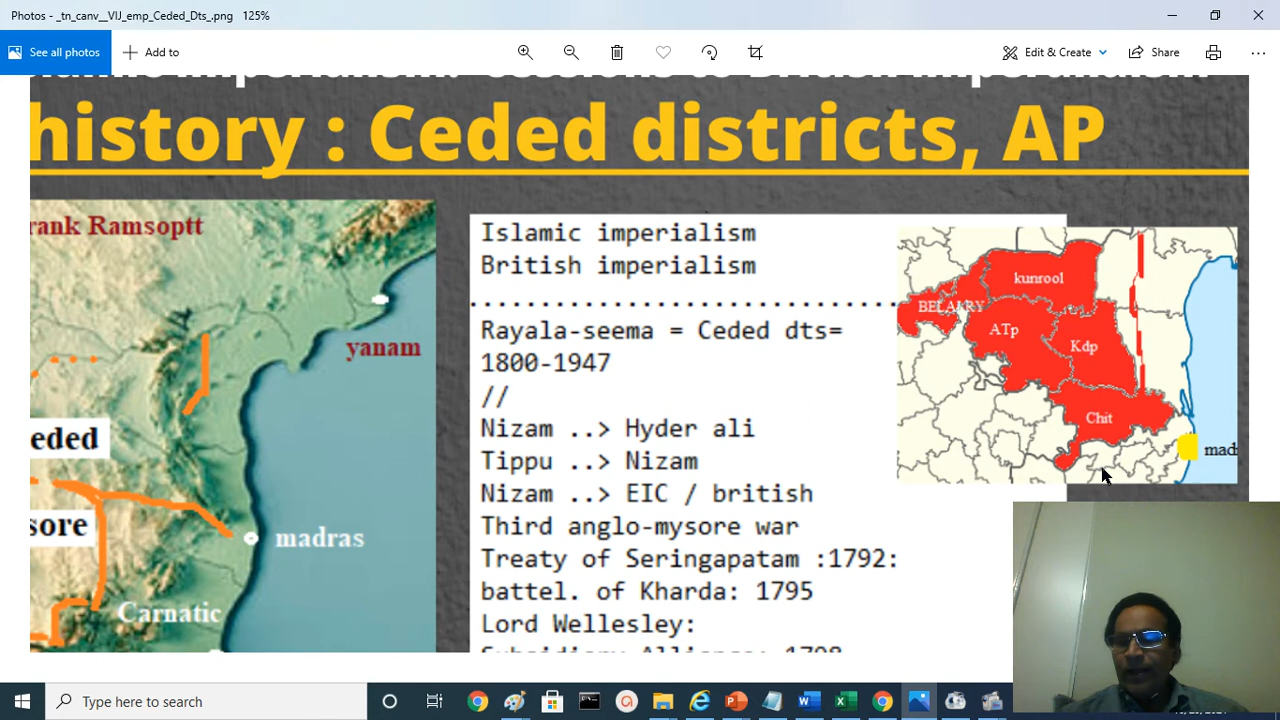 Photos - _tn_canv__VIJ_emp_Ceded_Dts_.png 125%
See all photos
Add to
Edit & Create
Share
history : Ceded districts, AP
rank Ramsoptt
yanam
eded
sore
madras
Carnatic
Islamic imperialism
British imperialism
Rayala-seema = Ceded dts=
1800-1947
//
Nizam ..> Hyder ali
Tippu ..> Nizam
Nizam ..> EIC / british
Third anglo-mysore war
Treaty of Seringapatam :1792:
battel. of Kharda: 1795
Lord Wellesley:
kunrool
BELARY
ATp
Kdp
Chit
mad
Type here to search